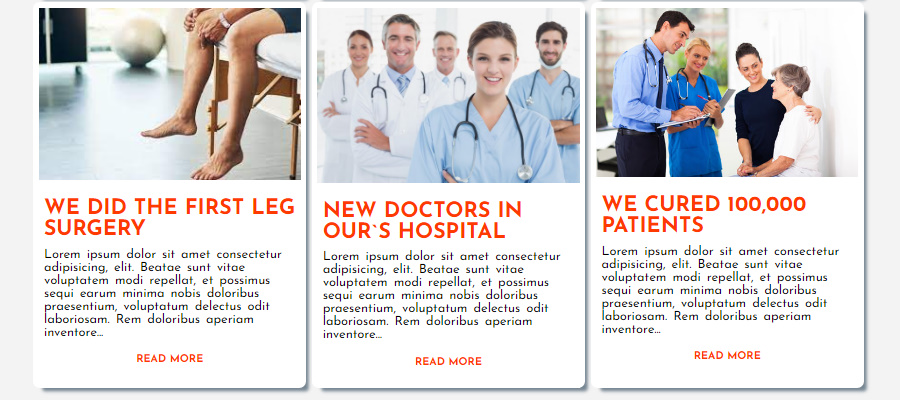 WE DID THE FIRST LEG
SURGERY
Lorem ipsum dolor sit amet consectetur
adipisicing, elit. Beatae sunt vitae
voluptatem modi repellat, et possimus
sequi earum minima nobis doloribus
praesentium, voluptatum delectus odit
laboriosam. Rem doloribus aperiam
inventore...
READ MORE
NEW DOCTORS IN
OUR`S HOSPITAL
Lorem ipsum dolor sit amet consectetur
adipisicing, elit. Beatae sunt vitae
voluptatem modi repellat, et possimus
sequi earum minima nobis doloribus
praesentium, voluptatum delectus odit
laboriosam. Rem doloribus aperiam
inventore...
READ MORE
WE CURED 100,000
PATIENTS
Lorem ipsum dolor sit amet consectetur
adipisicing, elit. Beatae sunt vitae
voluptatem modi repellat, et possimus
sequi earum minima nobis doloribus
praesentium, voluptatum delectus odit
laboriosam. Rem doloribus aperiam
inventore...
READ MORE